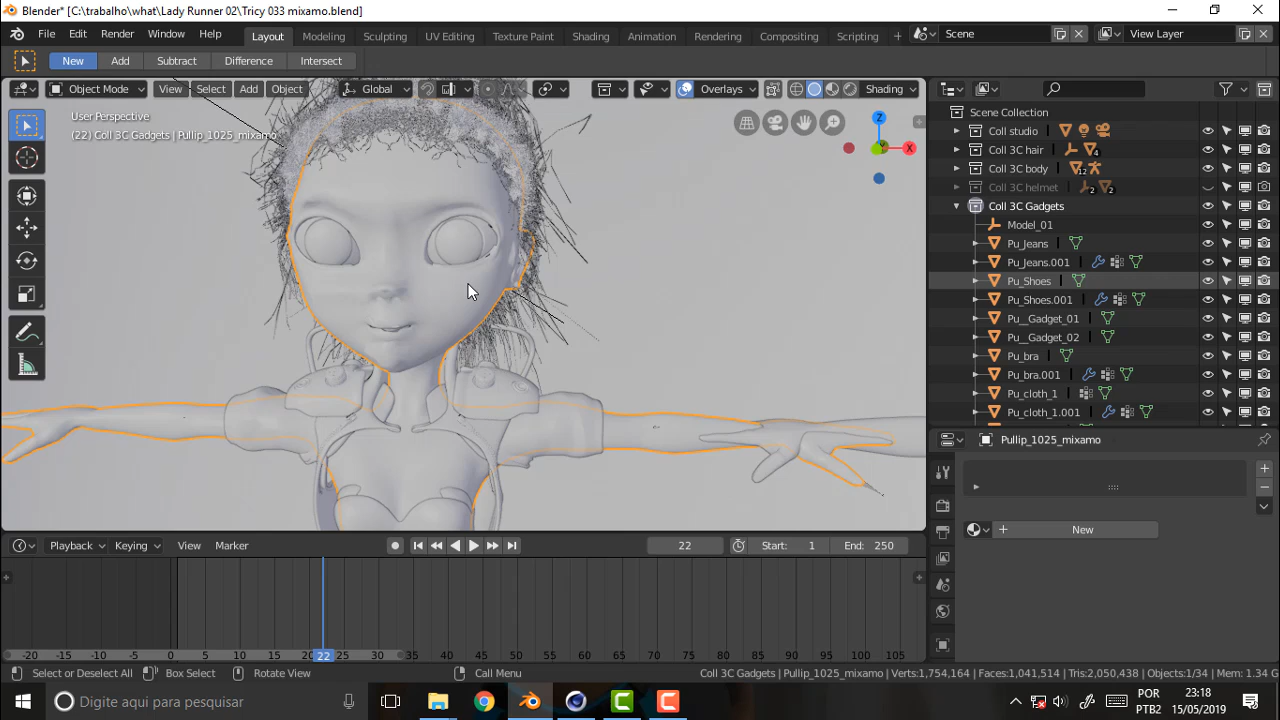 Blender* [C:\trabalho\what\Lady Runner 02\Tricy 033 mixamo.blend]
File Edit Render Window Help Layout Modeling Sculpting UV Editing Texture Paint Shading Animation Rendering Compositing Scripting + Scene View Layer
New Add Subtract Difference Intersect
Object Mode View Select Add Object Global Overlays Shading
User Perspective
(22) Coll 3C Gadgets | Pullip_1025_mixamo
X
Y
Z
Scene Collection
Coll studio
Coll 3C hair 4
Coll 3C body 12
Coll 3C helmet 2 2
Coll 3C Gadgets
Model_01
Pu_Jeans
Pu_Jeans.001
Pu_Shoes
Pu_Shoes.001
Pu__Gadget_01
Pu__Gadget_02
Pu_bra
Pu_bra.001
Pu_cloth_1
Pu_cloth_1.001
Pullip_1025_mixamo
New
Playback Keying View Marker 22 Start: 1 End: 250
-20 -15 -10 -5 0 5 10 15 20 22 25 30 35 40 45 50 55 60 65 70 75 80 85 90 95 100 105
Select or Deselect All Box Select Rotate View Call Menu Coll 3C Gadgets | Pullip_1025_mixamo | Verts:1,754,164 | Faces:1,041,514 | Tris:2,050,438 | Objects:1/34 | Mem: 1.34 G
Digite aqui para pesquisar
POR
PTB2
23:18
15/05/2019